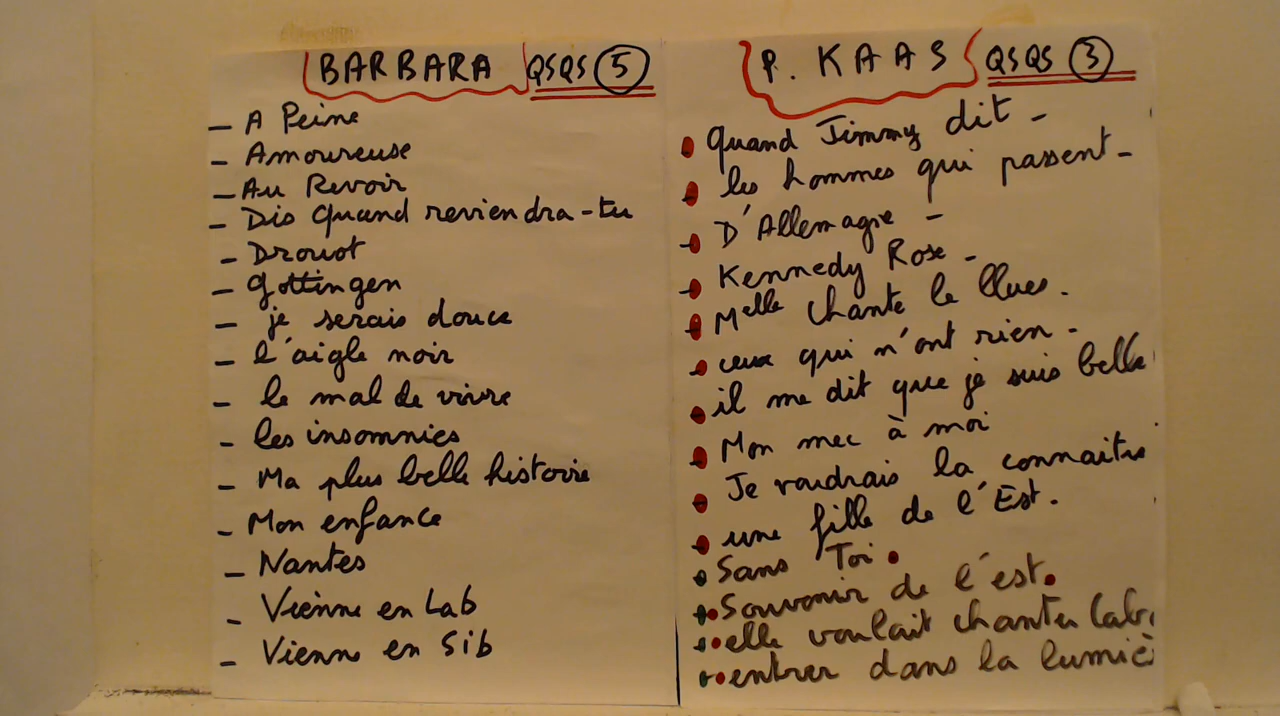 BARBARA QSQS 5
- A Peine
- Amoureuse
- Au Revoir
- Dis Quand reviendra-tu
- Drouot
- Gottingen
- je serais douce
- l'aigle noir
- le mal de vivre
- les insomnies
- Ma plus belle histoire
- Mon enfance
- Nantes
- Vienne en Lab
- Vienne en Sib
P. KAAS QSQS 3
Quand Jimmy dit -
les hommes qui passent -
D'Allemagne -
Kennedy Rose -
Melle chante le llues.
ceux qui n'ont rien -
il me dit que je suis belle
Mon mec à moi
Je voudrais la connaitre
une fille de l'Est.
Sans Toi
Souvenir de l'est
elle voulait chanter Cabr
entrer dans la lumiè